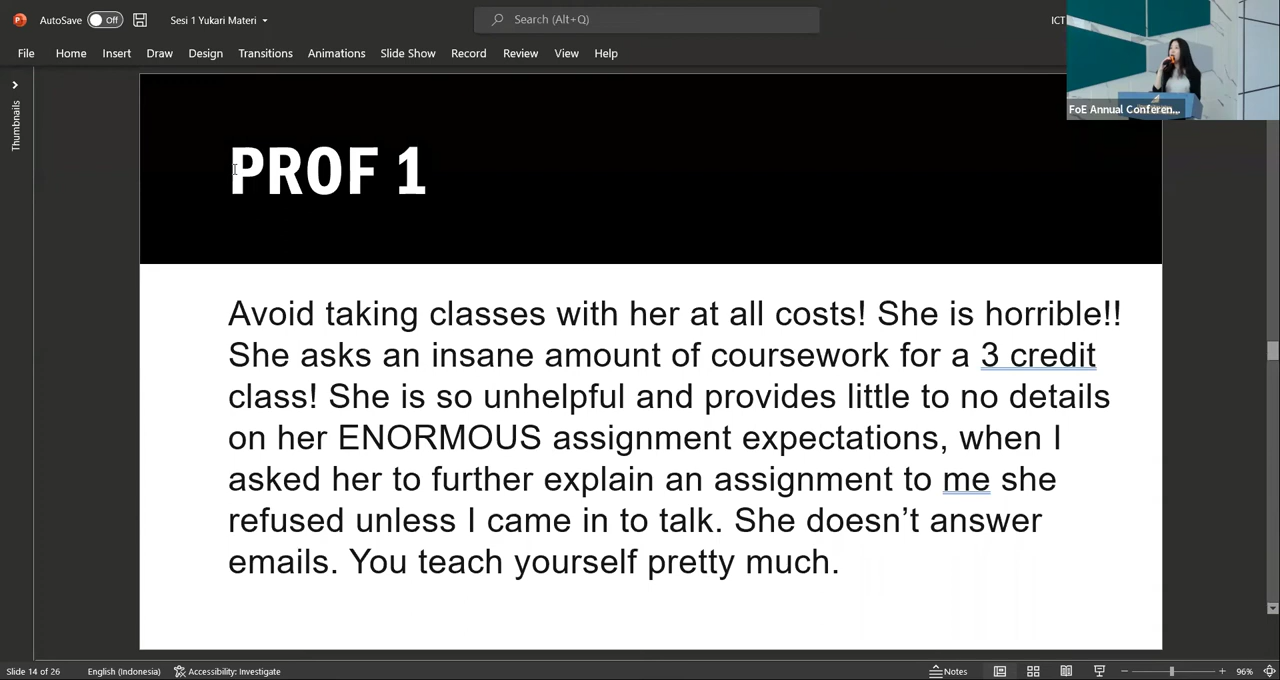 AutoSave Off Sesi 1 Yukari Materi Search (Alt+Q) ICT
File Home Insert Draw Design Transitions Animations Slide Show Record Review View Help
FoE Annual Conferen...
Thumbnails
PROF 1
Avoid taking classes with her at all costs! She is horrible!!
She asks an insane amount of coursework for a 3 credit
class! She is so unhelpful and provides little to no details
on her ENORMOUS assignment expectations, when I
asked her to further explain an assignment to me she
refused unless I came in to talk. She doesn’t answer
emails. You teach yourself pretty much.
Slide 14 of 26 English (Indonesia) Accessibility: Investigate Notes 96%